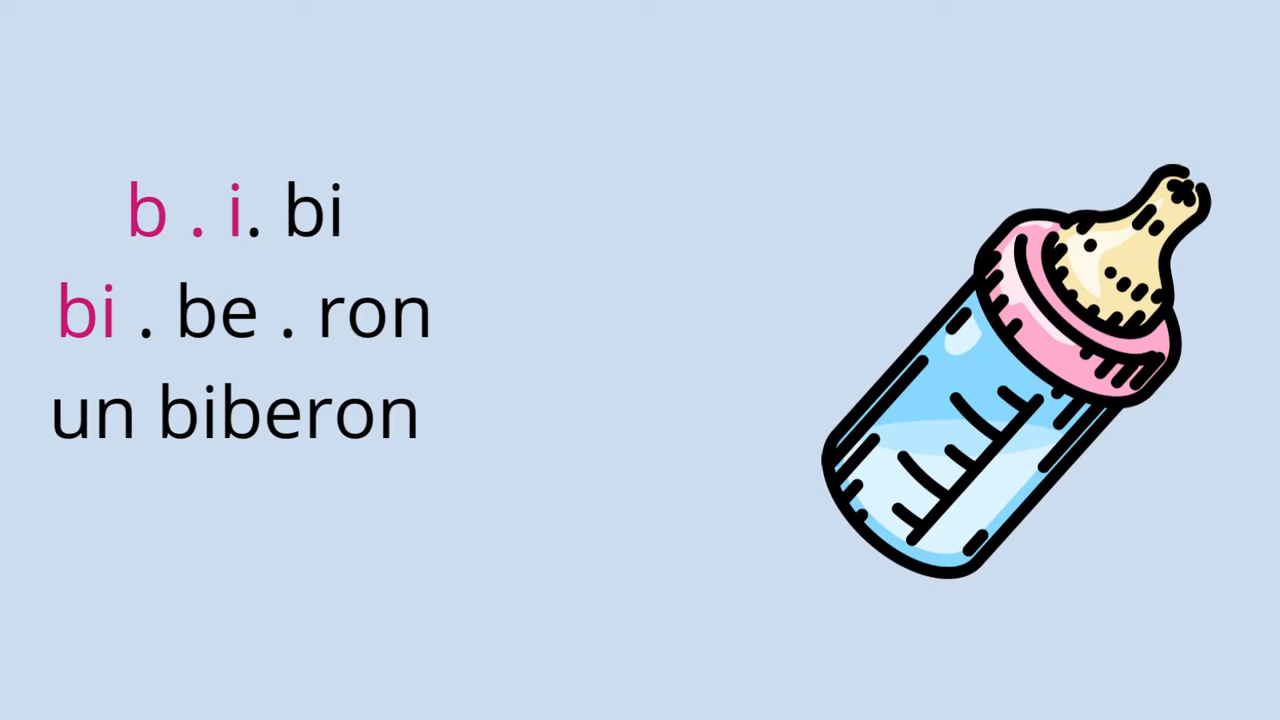 b . i. bi
bi . be . ron
un biberon